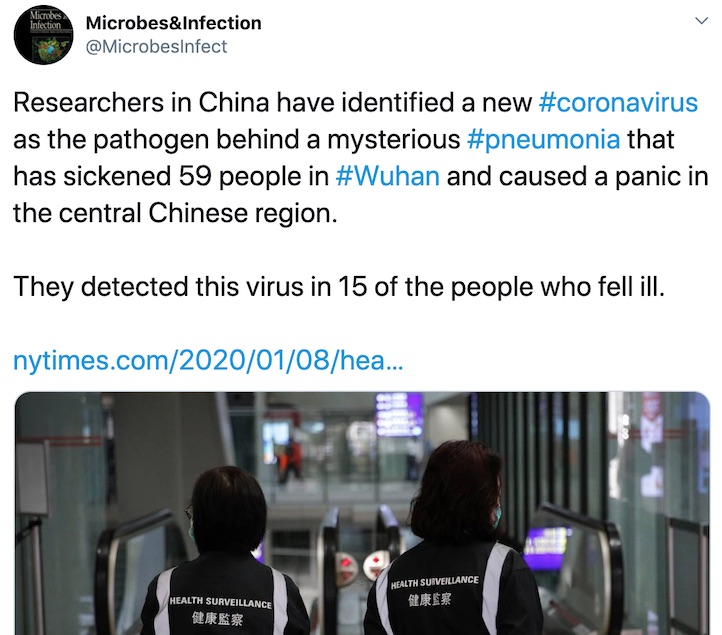 Microbes
Infection
Microbes&Infection
@MicrobesInfect
Researchers in China have identified a new #coronavirus
as the pathogen behind a mysterious #pneumonia that
has sickened 59 people in #Wuhan and caused a panic in
the central Chinese region.
They detected this virus in 15 of the people who fell ill.
nytimes.com/2020/01/08/hea...
HEALTH SURVEILLANCE
健康監察
HEALTH SURVEILLANCE
健康監察